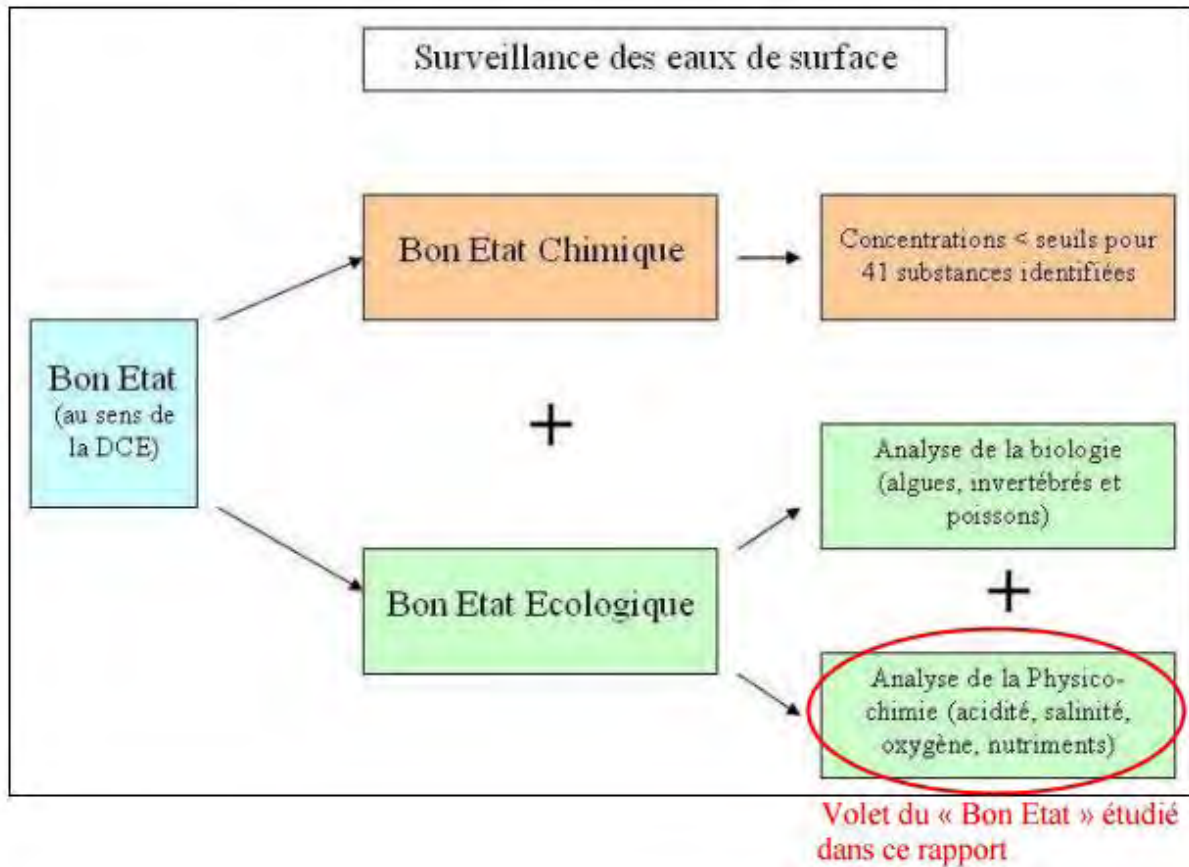 Surveillance des eaux de surface
Bon Etat Chimique
Concentrations < seuils pour
41 substances identifiées
Bon Etat
(au sens de
la DCE)
+
Analyse de la biologie
(algues, invertébrés et
poissons)
Bon Etat Ecologique
+
Analyse de la Physico-
chimie (acidité, salinité,
oxygène, nutriments)
Volet du « Bon Etat » étudié
dans ce rapport